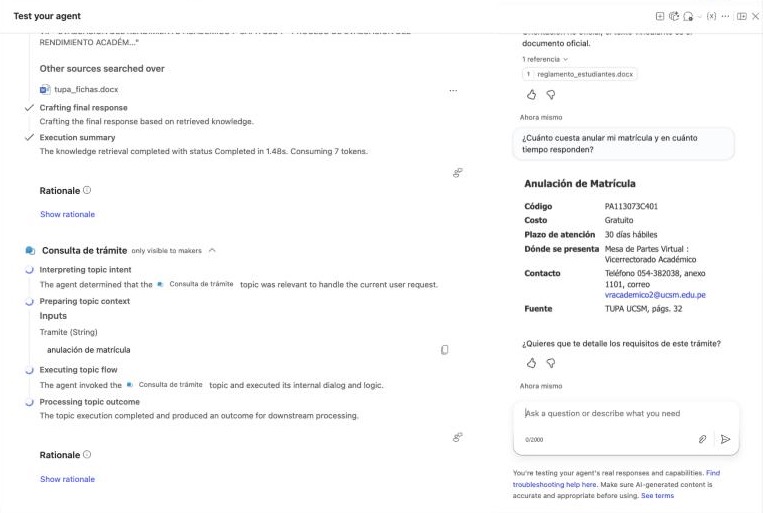 Test your agent
RENDIMIENTO ACADÉM..."
Other sources searched over
tupa_fichas.docx
Crafting final response
Crafting the final response based on retrieved knowledge.
Execution summary
The knowledge retrieval completed with status Completed in 1.48s. Consuming 7 tokens.
Rationale
Show rationale
Consulta de trámite only visible to makers
Interpreting topic intent
The agent determined that the Consulta de trámite topic was relevant to handle the current user request.
Preparing topic context
Inputs
Tramite (String)
anulación de matrícula
Executing topic flow
The agent invoked the Consulta de trámite topic and executed its internal dialog and logic.
Processing topic outcome
The topic execution completed and produced an outcome for downstream processing.
Rationale
Show rationale
documento oficial.
1 referencia
1 reglamento_estudiantes.docx
Ahora mismo
¿Cuánto cuesta anular mi matrícula y en cuánto
tiempo responden?
Anulación de Matrícula
Código PA113073C401
Costo Gratuito
Plazo de atención 30 días hábiles
Dónde se presenta Mesa de Partes Virtual :
Vicerrectorado Académico
Contacto Teléfono 054-382038, anexo
1101, correo
vracademico2@ucsm.edu.pe
Fuente TUPA UCSM, págs. 32
¿Quieres que te detalle los requisitos de este trámite?
Ahora mismo
Ask a question or describe what you need
0/2000
You're testing your agent's real responses and capabilities. Find
troubleshooting help here. Make sure AI-generated content is
accurate and appropriate before using. See terms